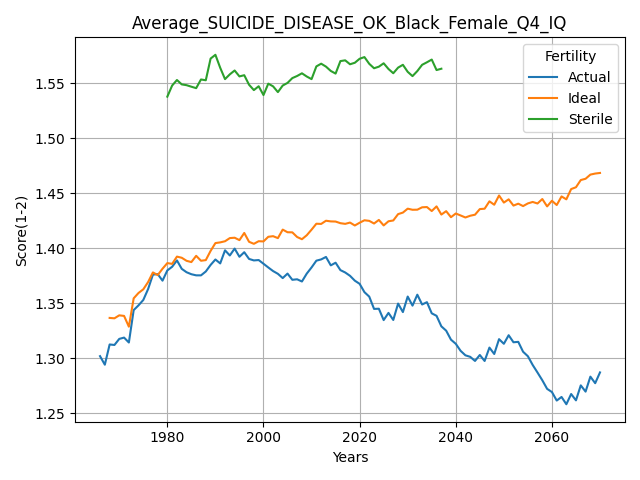 Average_SUICIDE_DISEASE_OK_Black_Female_Q4_IQ
Fertility
Actual
Ideal
Sterile
Score(1-2)
1.55
1.50
1.45
1.40
1.35
1.30
1.25
1980 2000 2020 2040 2060
Years